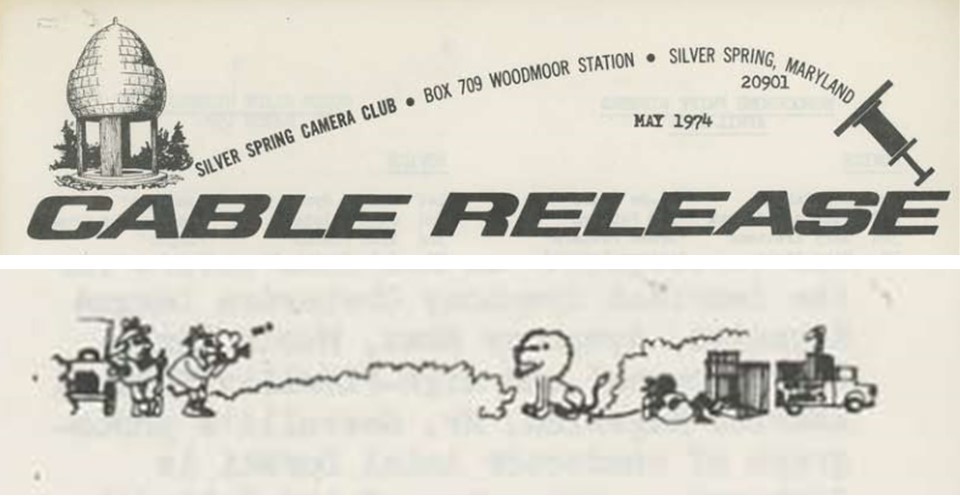 SILVER SPRING CAMERA CLUB • BOX 709 WOODMOOR STATION • SILVER SPRING, MARYLAND
20901
MAY 1974
CABLE RELEASE